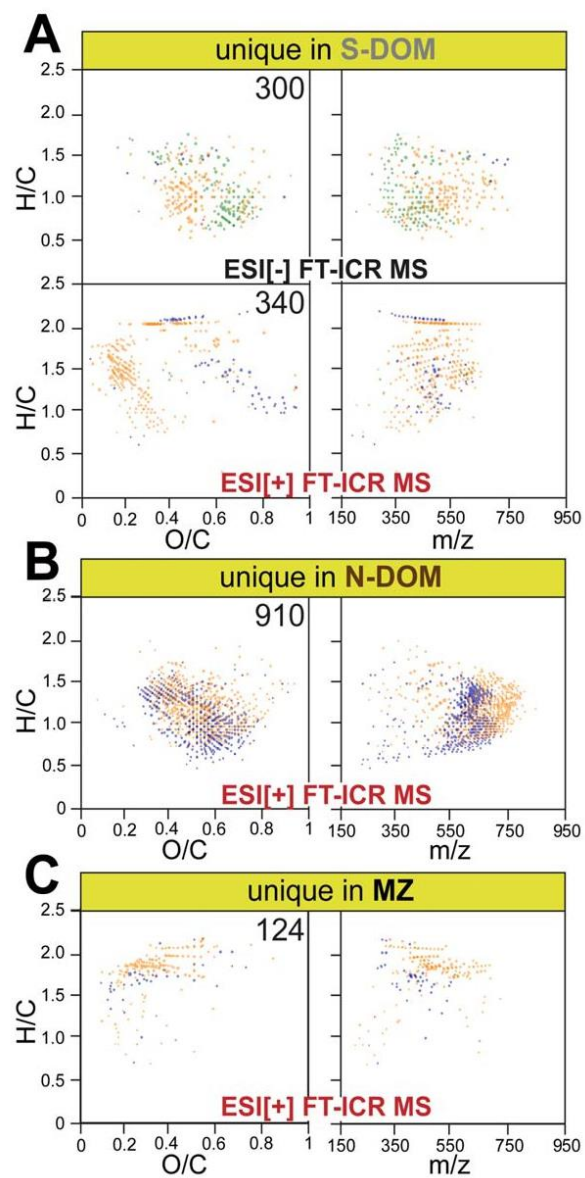 A
unique in S-DOM
2.5
300
2.0
1.5
1.0
0.5
H/C
ESI[-] FT-ICR MS
2.5
340
2.0
1.5
1.0
0.5
0
H/C
ESI[+] FT-ICR MS
0 0.2 0.4 0.6 0.8 1 150 350 550 750 950
O/C m/z
B
unique in N-DOM
2.5
910
2.0
1.5
1.0
0.5
0
H/C
ESI[+] FT-ICR MS
0 0.2 0.4 0.6 0.8 1 150 350 550 750 950
O/C m/z
C
unique in MZ
2.5
124
2.0
1.5
1.0
0.5
0
H/C
ESI[+] FT-ICR MS
0 0.2 0.4 0.6 0.8 1 150 350 550 750 950
O/C m/z